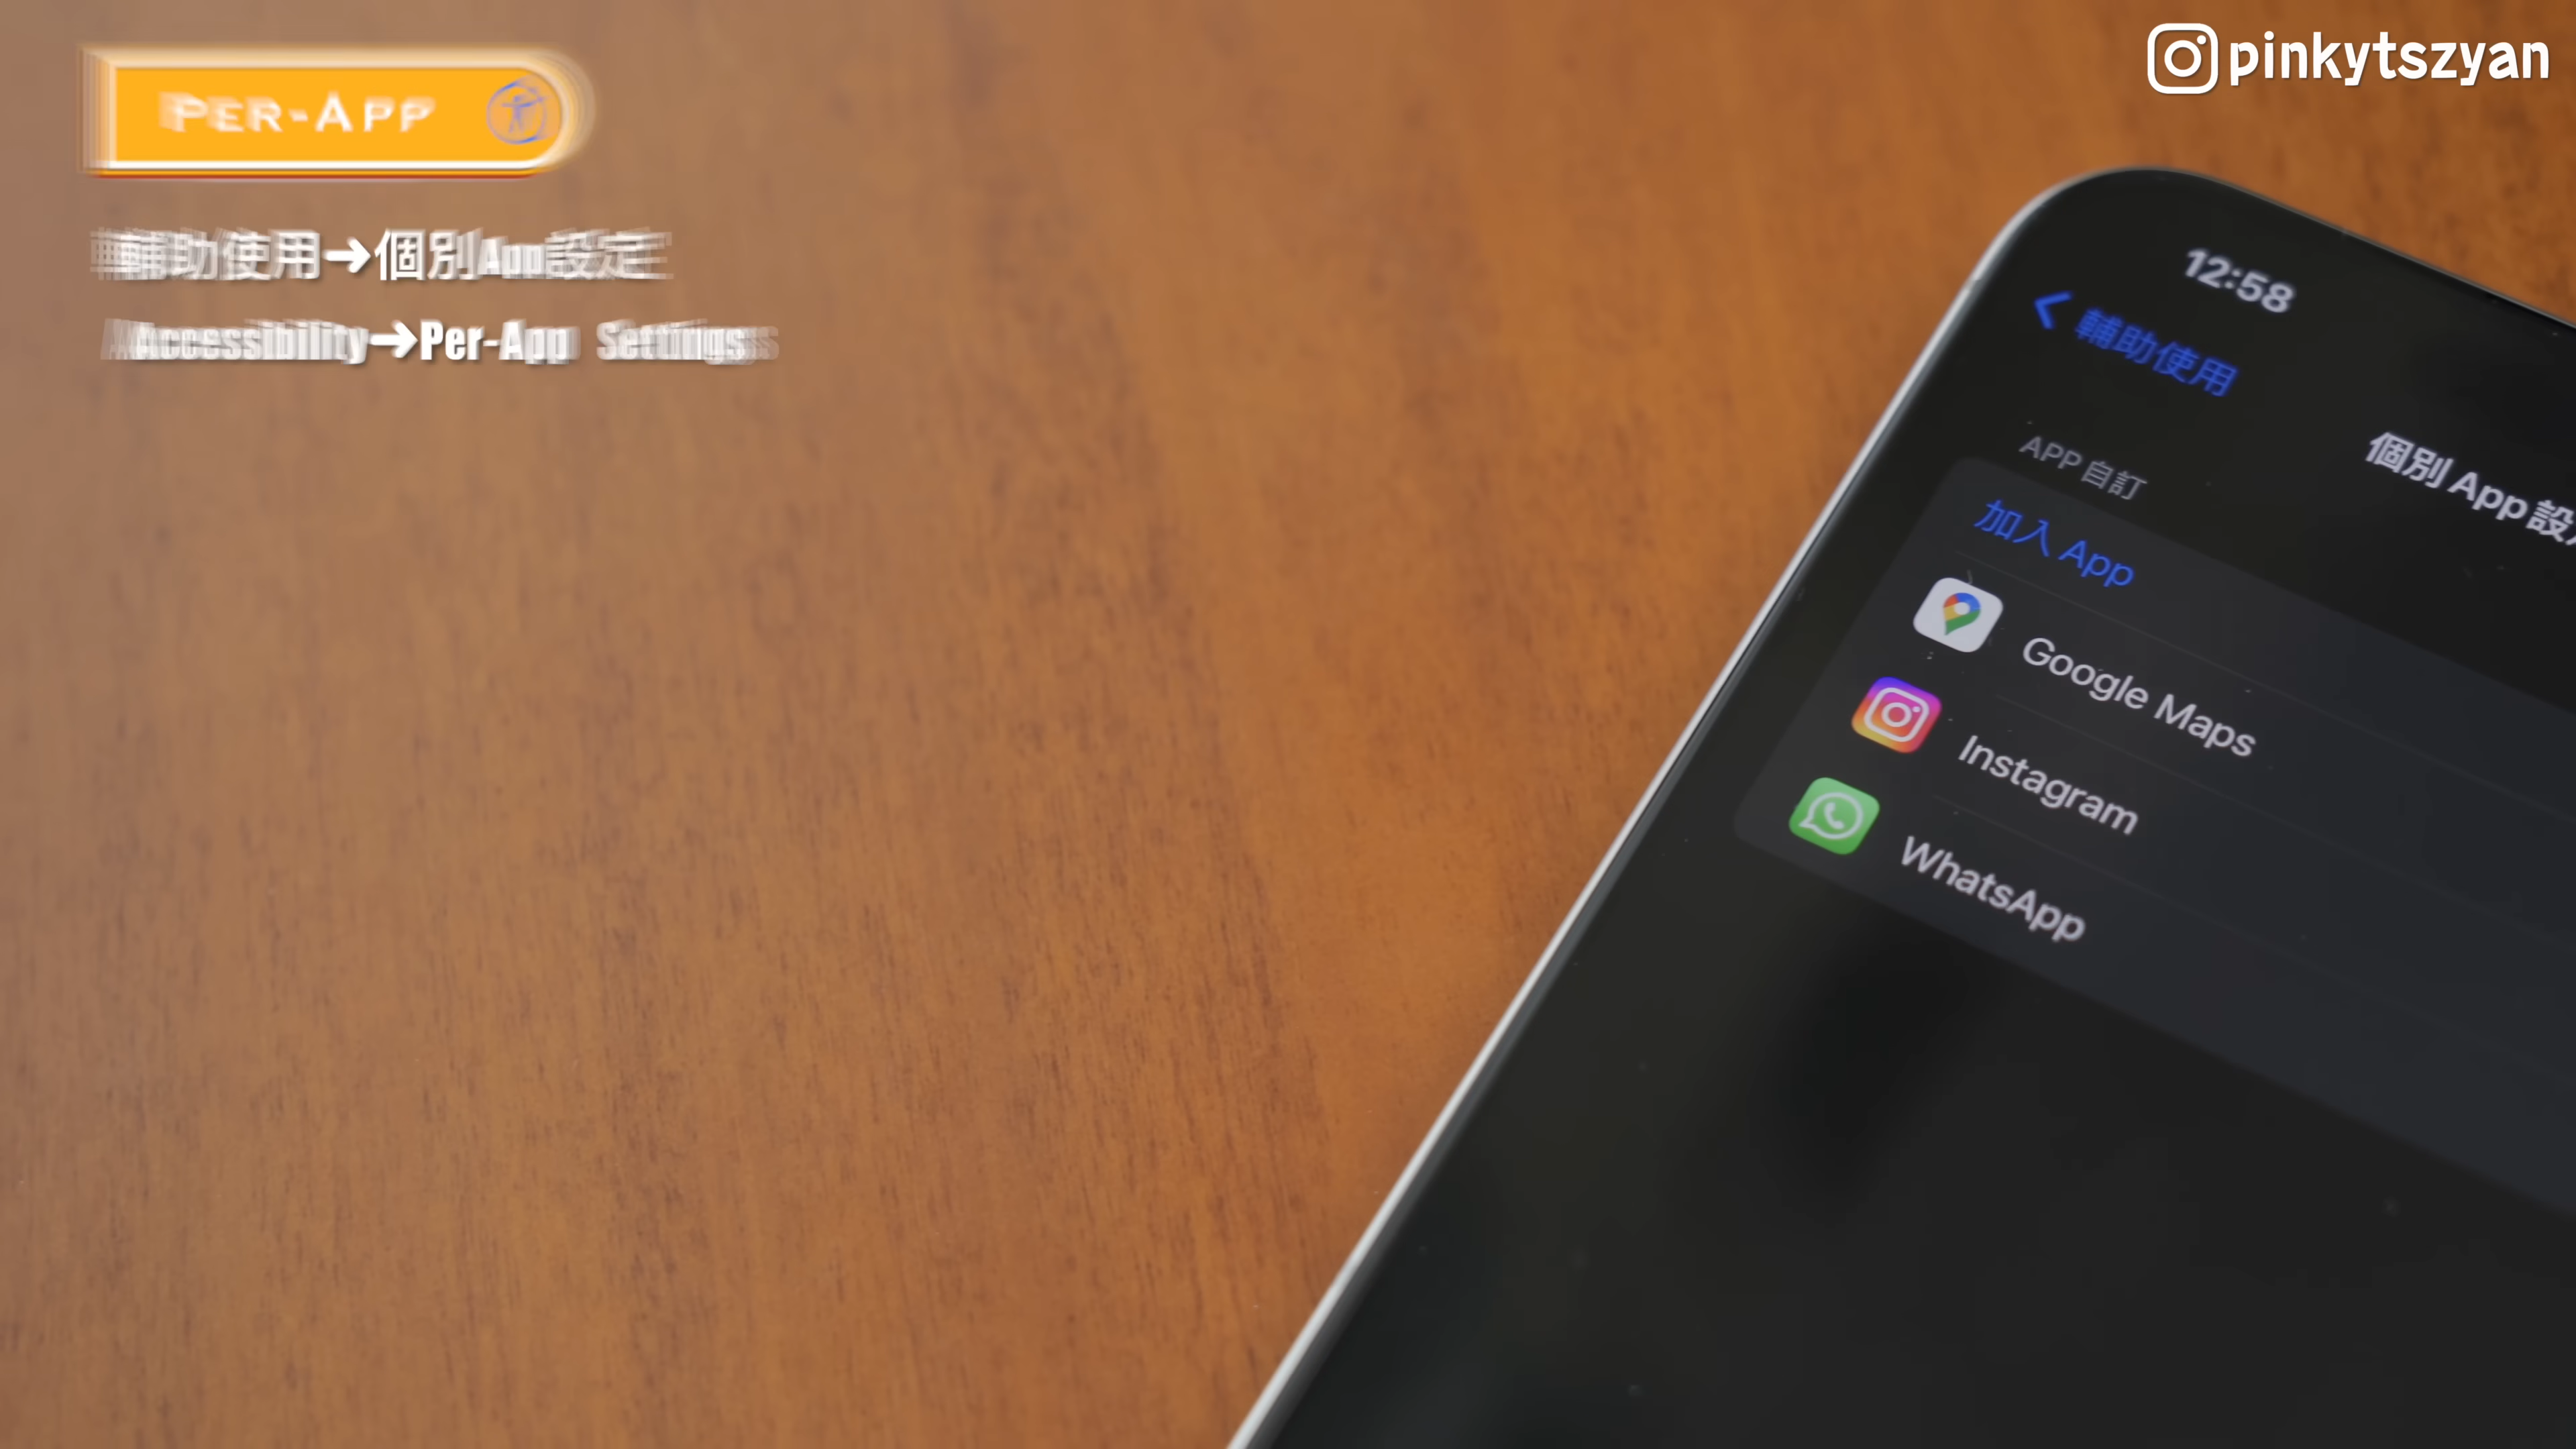 PER-APP
輔助使用➔個別App設定
Accessibility➔Per-App Settings
pinkytszyan
12:58
輔助使用
個別 App 設
APP 自訂
加入 App
Google Maps
Instagram
WhatsApp